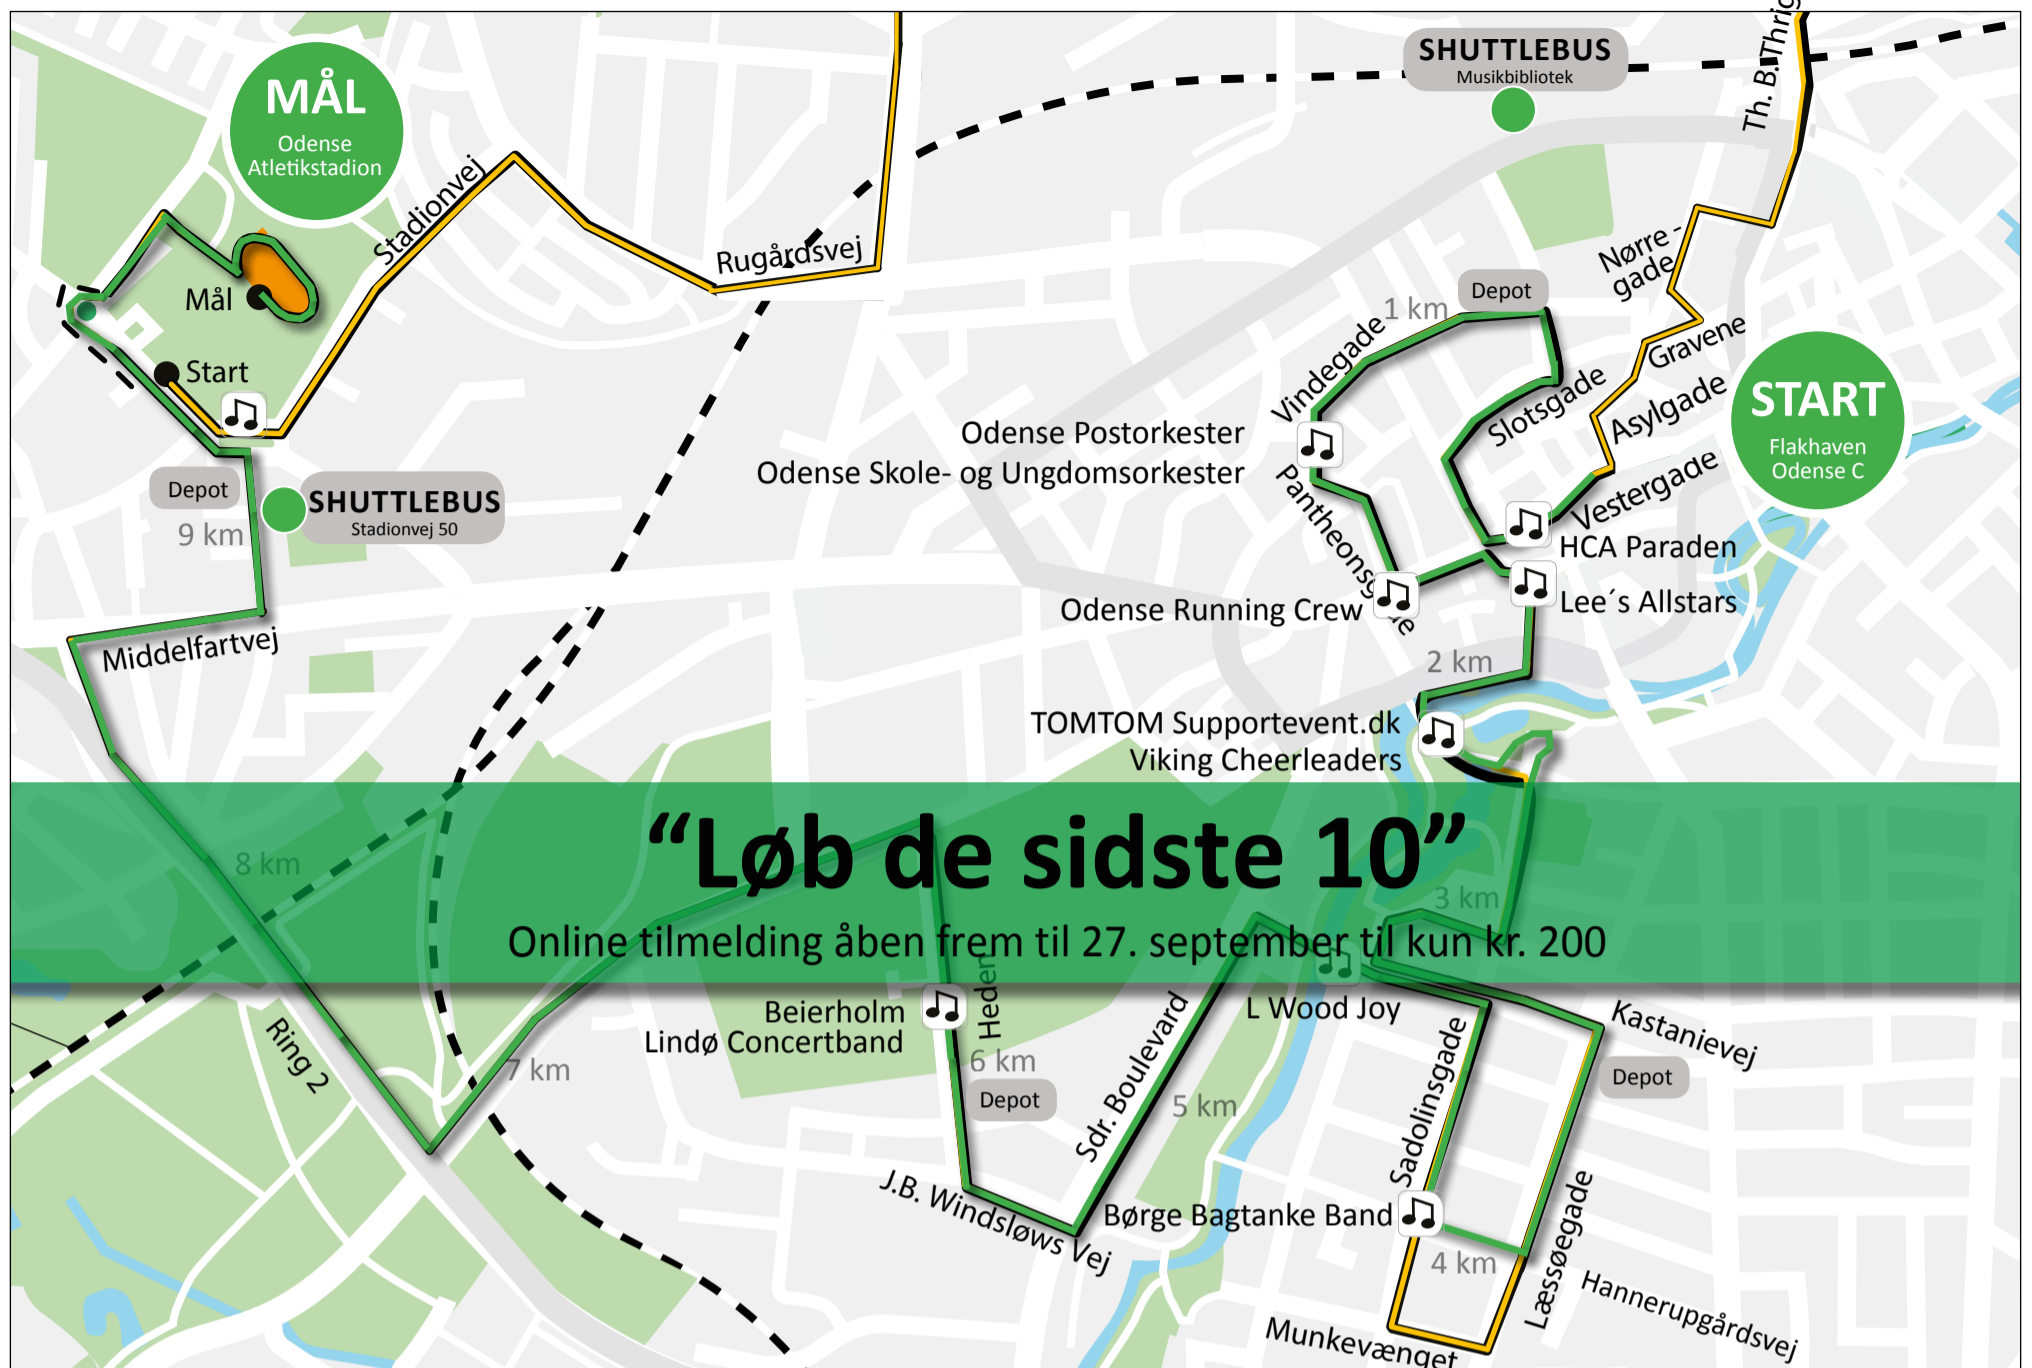 MÅL
Odense
Atletikstadion
SHUTTLEBUS
Musikbibliotek
Th. B. Thrig
Stadionvej
Rugårdsvej
Nørre -
gade
Mål
Start
Depot
1 km
Vindegade
Gravene
Slotsgade
Asylgade
START
Flakhaven
Odense C
Odense Postorkester
Odense Skole- og Ungdomsorkester
Vestergade
Pantheonsg de
HCA Paraden
Depot
SHUTTLEBUS
Stadionvej 50
9 km
Odense Running Crew
Lee´s Allstars
Middelfartvej
2 km
TOMTOM Supportevent.dk
Viking Cheerleaders
“Løb de sidste 10”
8 km
3 km
Online tilmelding åben frem til 27. september til kun kr. 200
Beierholm
Lindø Concertband
Heden
L Wood Joy
Kastanievej
Ring 2
7 km
6 km
Depot
Sdr. Boulevard
5 km
Sadolinsgade
Depot
J.B. Windsløws Vej
Børge Bagtanke Band
4 km
Læssøegade
Hannerupgårdsvej
Munkevænget